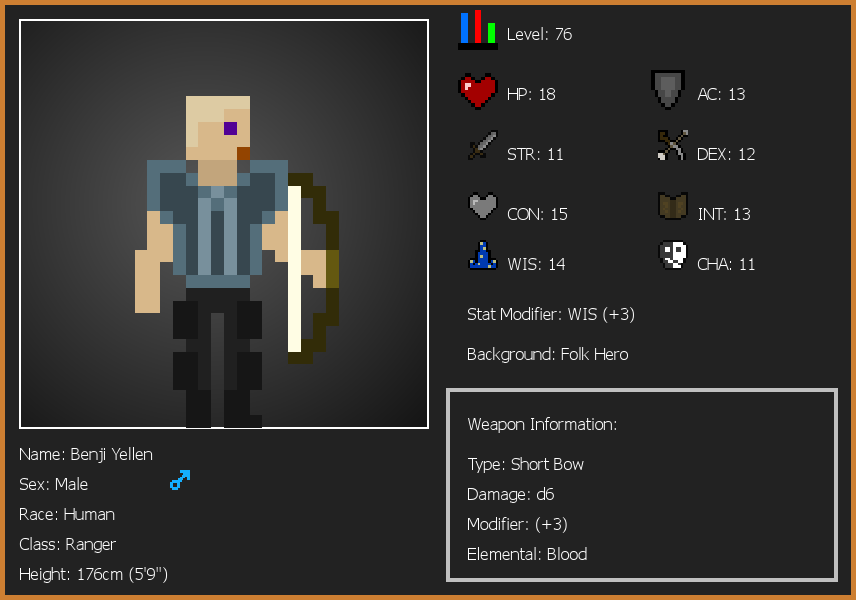 Level: 76
HP: 18
AC: 13
STR: 11
DEX: 12
CON: 15
INT: 13
WIS: 14
CHA: 11
Stat Modifier: WIS (+3)
Background: Folk Hero
Weapon Information:
Type: Short Bow
Damage: d6
Modifier: (+3)
Elemental: Blood
Name: Benji Yellen
Sex: Male
Race: Human
Class: Ranger
Height: 176cm (5'9")